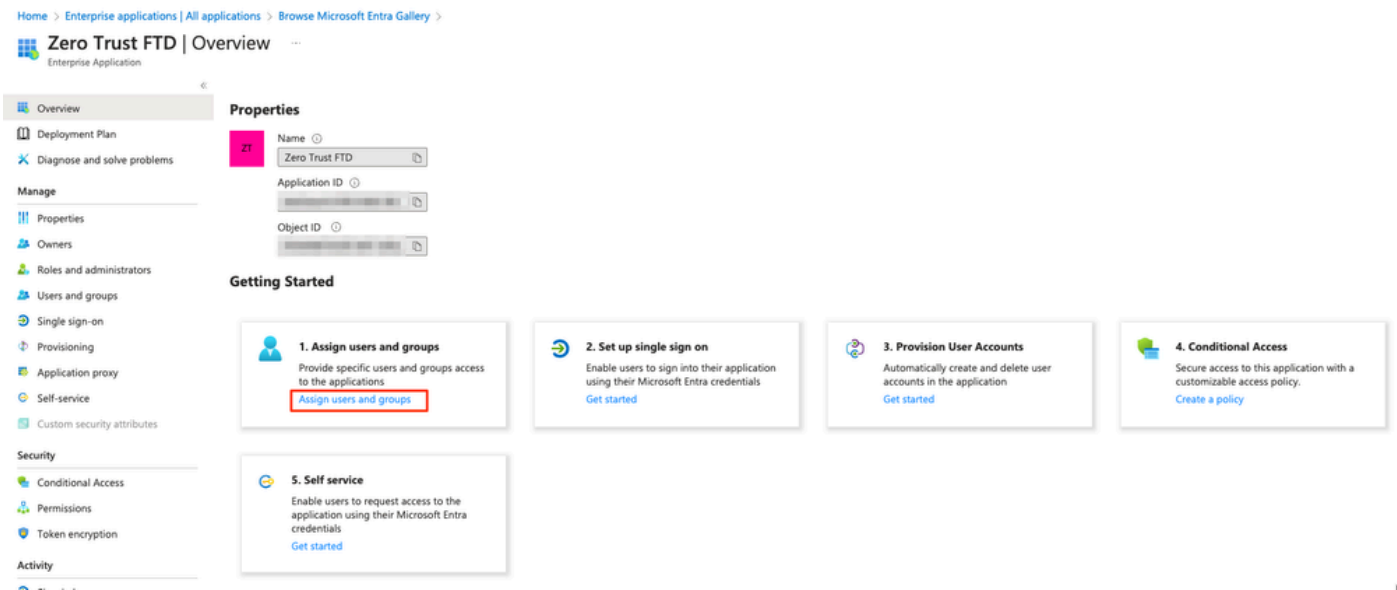 Home > Enterprise applications | All applications > Browse Microsoft Entra Gallery >
Zero Trust FTD | Overview ...
Enterprise Application
«
Overview
Deployment Plan
Diagnose and solve problems
Manage
Properties
Owners
Roles and administrators
Users and groups
Single sign-on
Provisioning
Application proxy
Self-service
Custom security attributes
Security
Conditional Access
Permissions
Token encryption
Activity
Properties
ZT
Name
Zero Trust FTD
Application ID
Object ID
Getting Started
1. Assign users and groups
Provide specific users and groups access
to the applications
Assign users and groups
2. Set up single sign on
Enable users to sign into their application
using their Microsoft Entra credentials
Get started
3. Provision User Accounts
Automatically create and delete user
accounts in the application
Get started
4. Conditional Access
Secure access to this application with a
customizable access policy.
Create a policy
5. Self service
Enable users to request access to the
application using their Microsoft Entra
credentials
Get started